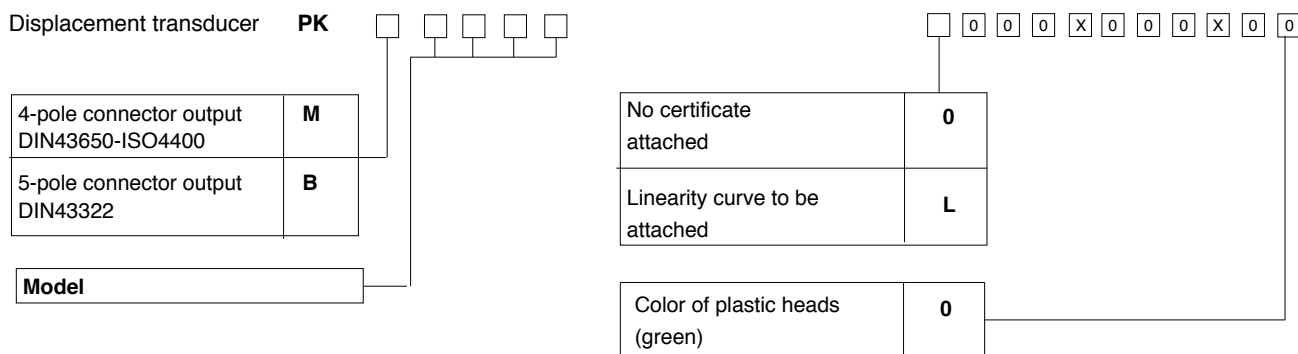 Displacement transducer PK
0 0 0 X 0 0 0 X 0 0
4-pole connector output M
DIN43650-ISO4400
5-pole connector output B
DIN43322
Model
No certificate 0
attached
Linearity curve to be L
attached
Color of plastic heads 0
(green)